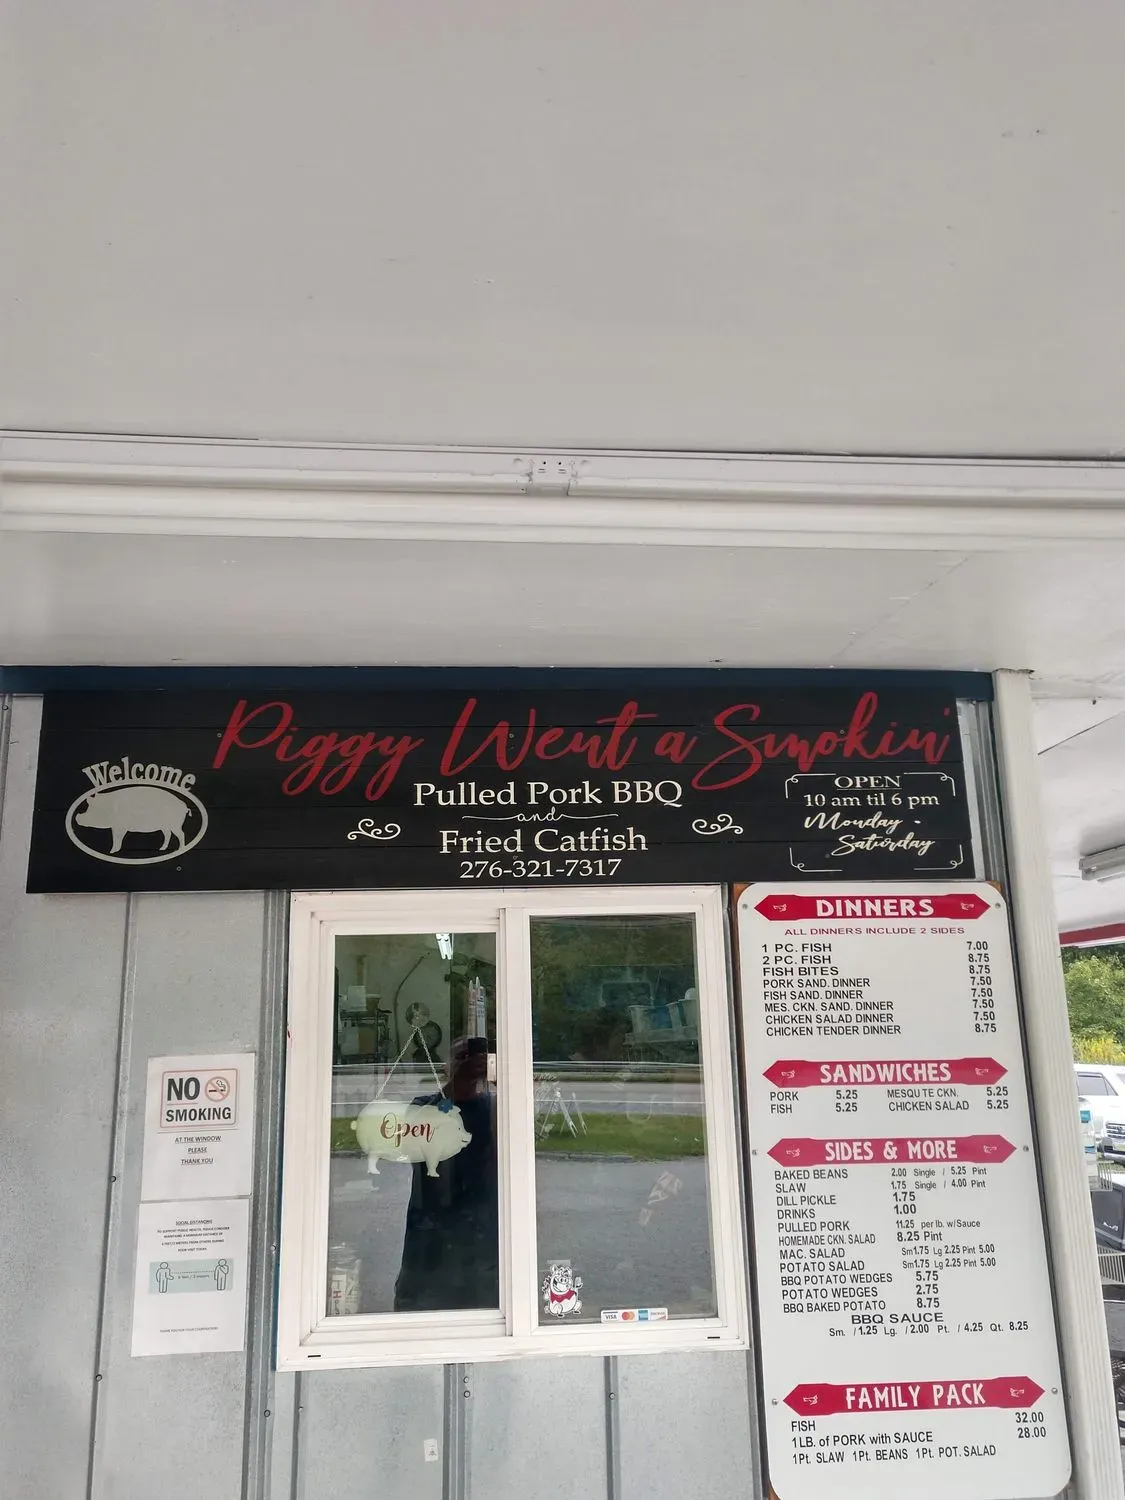 Piggy Went a Smokin'
Welcome
Pulled Pork BBQ
and
Fried Catfish
276-321-7317
OPEN
10 am til 6 pm
Monday -
Saturday
Open
NO
SMOKING
AT THE WINDOW
PLEASE
THANK YOU
SOCIAL DISTANCING
VISA
DINNERS
ALL DINNERS INCLUDE 2 SIDES
1 PC. FISH 7.00
2 PC. FISH 8.75
FISH BITES 8.75
PORK SAND. DINNER 7.50
FISH SAND. DINNER 7.50
MES. CKN. SAND. DINNER 7.50
CHICKEN SALAD DINNER 7.50
CHICKEN TENDER DINNER 8.75
SANDWICHES
PORK 5.25 MESQUTE CKN. 5.25
FISH 5.25 CHICKEN SALAD 5.25
SIDES & MORE
BAKED BEANS 2.00 Single / 5.25 Pint
SLAW 1.75 Single / 4.00 Pint
DILL PICKLE 1.75
DRINKS 1.00
PULLED PORK 11.25 per lb. w/Sauce
HOMEMADE CKN. SALAD 8.25 Pint
MAC. SALAD Sm1.75 Lg 2.25 Pint 5.00
POTATO SALAD Sm1.75 Lg 2.25 Pint 5.00
BBQ POTATO WEDGES 5.75
POTATO WEDGES 2.75
BBQ BAKED POTATO 8.75
BBQ SAUCE
Sm. /1.25 Lg. /2.00 Pt. / 4.25 Qt. 8.25
FAMILY PACK
FISH 32.00
1LB. of PORK with SAUCE 28.00
1Pt. SLAW 1Pt. BEANS 1Pt. POT. SALAD